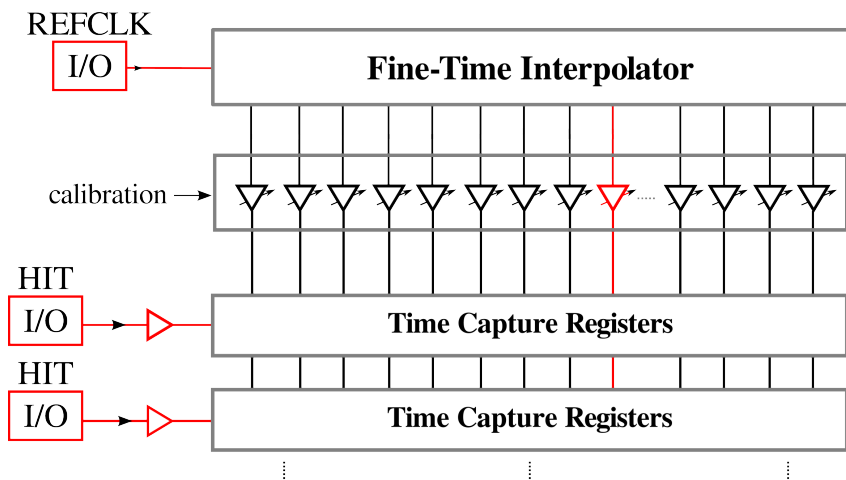 REFCLK
I/O
Fine-Time Interpolator
calibration
HIT
I/O
Time Capture Registers
HIT
I/O
Time Capture Registers